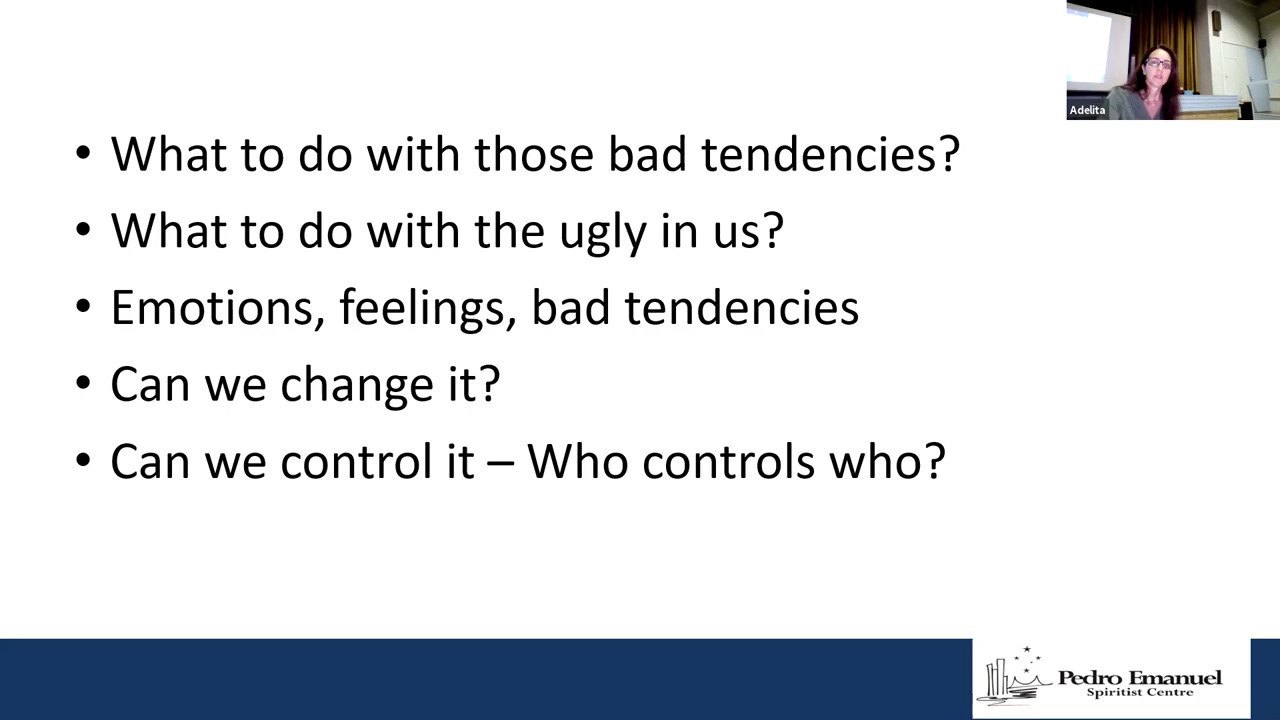 Adelita
• What to do with those bad tendencies?
• What to do with the ugly in us?
• Emotions, feelings, bad tendencies
• Can we change it?
• Can we control it – Who controls who?
Pedro Emanuel
Spiritist Centre